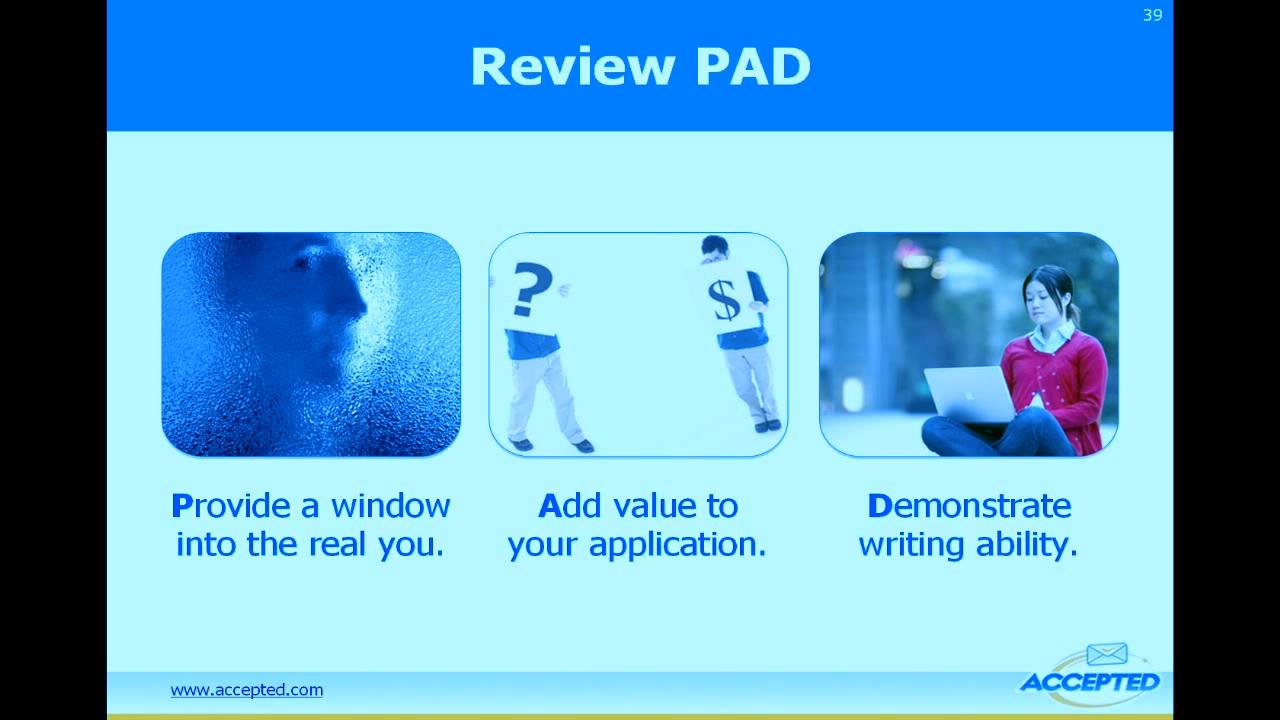 39
Review PAD
?
$
Provide a window
into the real you.
Add value to
your application.
Demonstrate
writing ability.
www.accepted.com
ACCEPTED